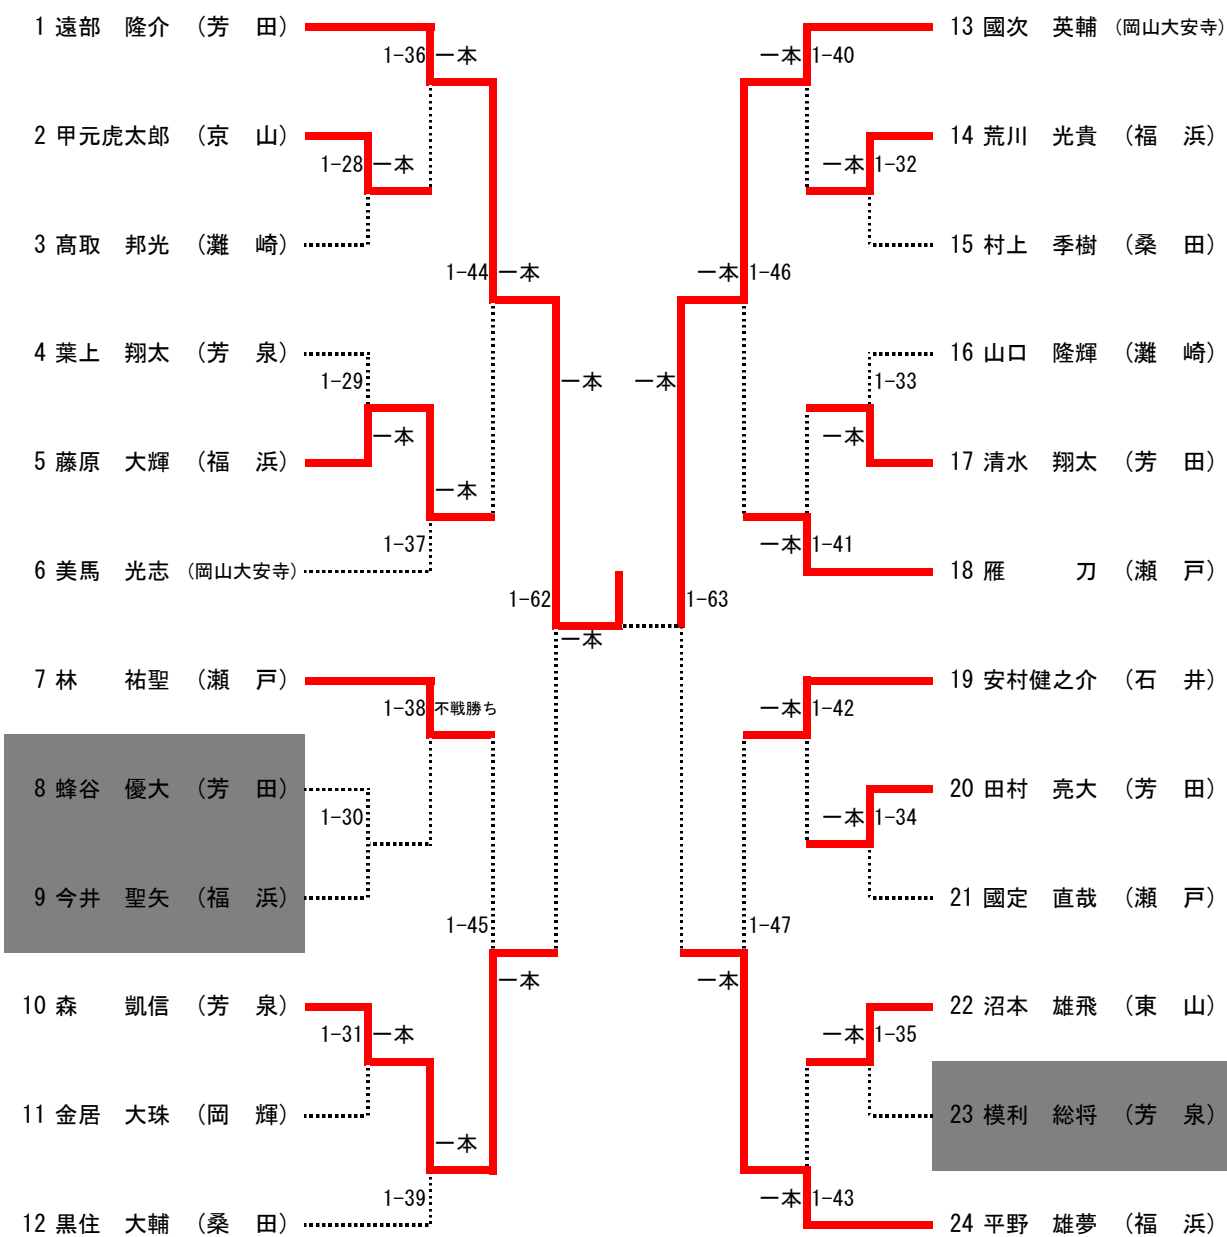 1 遠部　隆介　（芳　田）
1-36 一本
2 甲元虎太郎　（京　山）
1-28 一本
3 髙取　邦光　（灘　崎）
1-44 一本
4 葉上　翔太　（芳　泉）
1-29
一本
一本
5 藤原　大輝　（福　浜）
一本
1-37
6 美馬　光志　（岡山大安寺）
1-62
一本
7 林　　祐聖　（瀬　戸）
1-38 不戦勝ち
8 蜂谷　優大　（芳　田）
1-30
9 今井　聖矢　（福　浜）
1-45
一本
10 森　　凱信　（芳　泉）
1-31 一本
11 金居　大珠　（岡　輝）
一本
1-39
12 黒住　大輔　（桑　田）
13 國次　英輔　（岡山大安寺）
一本 1-40
14 荒川　光貴　（福　浜）
一本 1-32
15 村上　季樹　（桑　田）
一本 1-46
16 山口　隆輝　（灘　崎）
1-33
一本
一本
17 清水　翔太　（芳　田）
一本 1-41
18 雁　　　刀　（瀬　戸）
1-63
19 安村健之介　（石　井）
一本 1-42
20 田村　亮大　（芳　田）
一本 1-34
21 國定　直哉　（瀬　戸）
1-47
一本
22 沼本　雄飛　（東　山）
一本 1-35
23 模利　総将　（芳　泉）
一本 1-43
24 平野　雄夢　（福　浜）